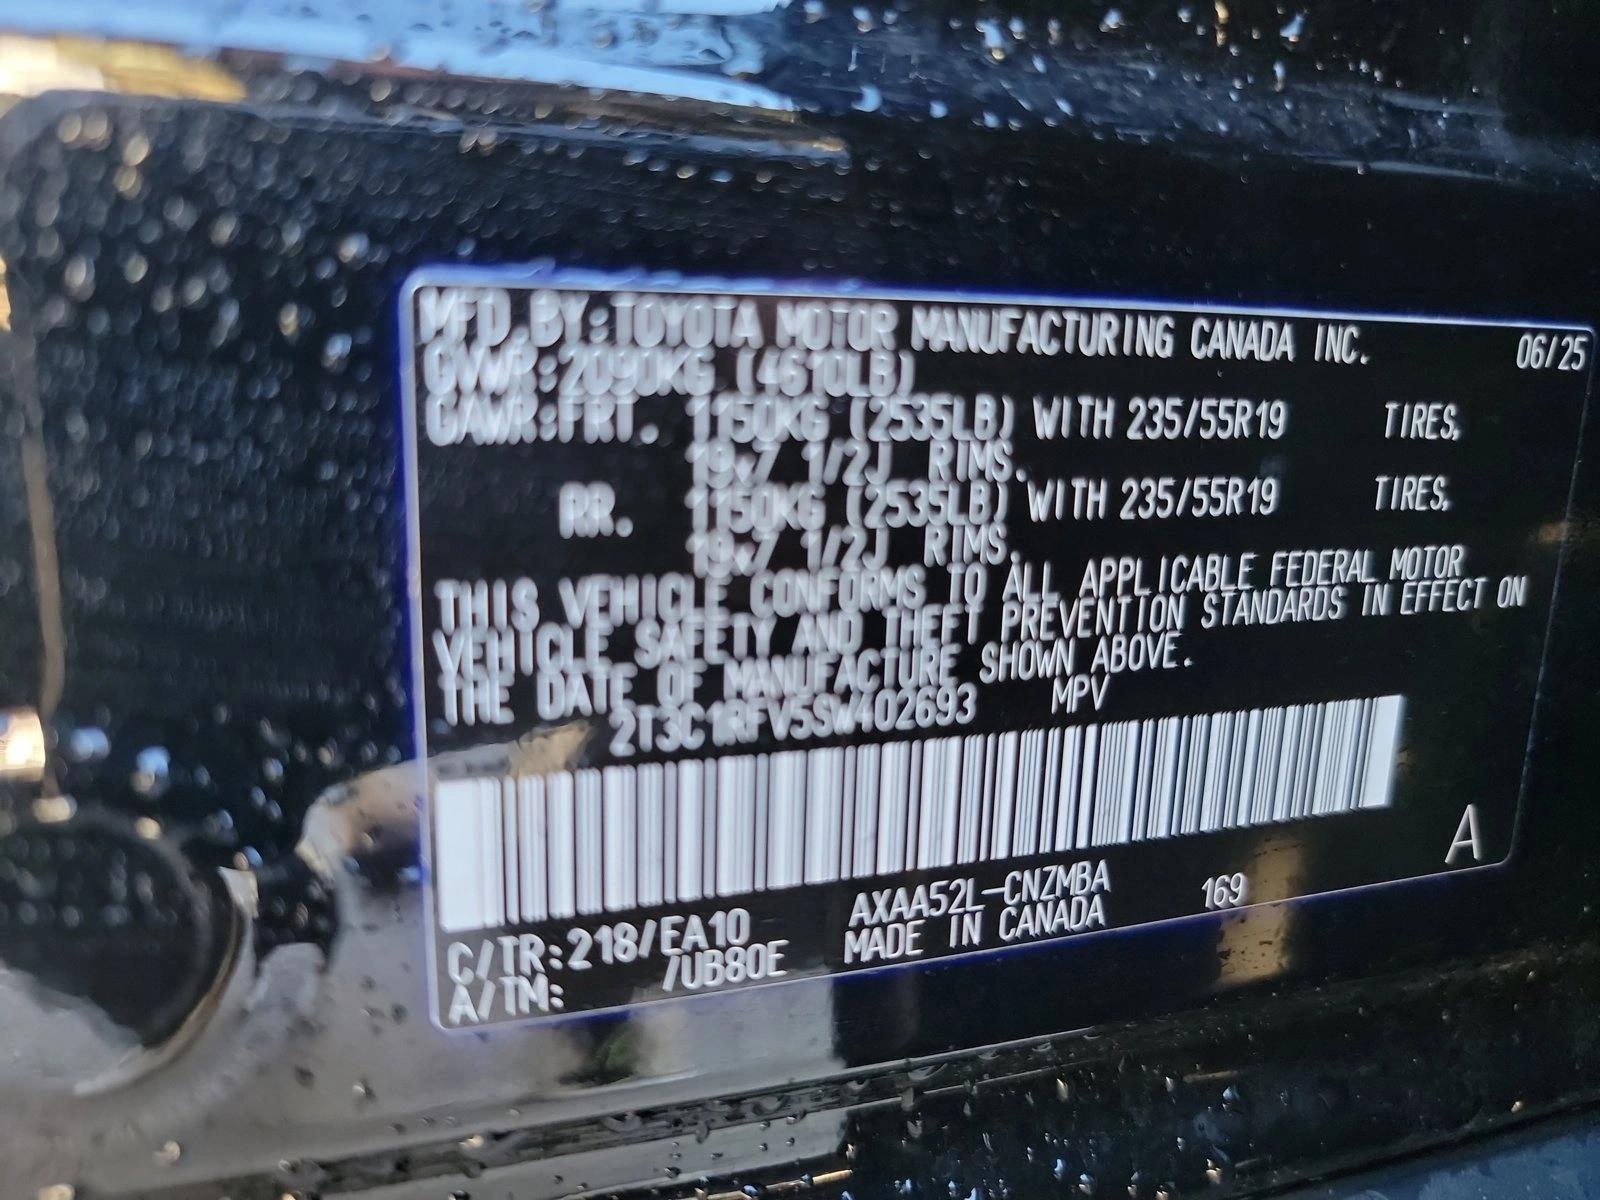 MFD.BY:TOYOTA MOTOR MANUFACTURING CANADA INC. 06/25
GVWR:2090KG (4610LB)
GAWR:FRT. 1150KG (2535LB) WITH 235/55R19 TIRES,
19x7 1/2J RIMS.
RR. 1150KG (2535LB) WITH 235/55R19 TIRES,
19x7 1/2J RIMS.
THIS VEHICLE CONFORMS TO ALL APPLICABLE FEDERAL MOTOR
VEHICLE SAFETY AND THEFT PREVENTION STANDARDS IN EFFECT ON
THE DATE OF MANUFACTURE SHOWN ABOVE.
2T3C1RFV5SW402693 MPV
A
C/TR:218/EA10 AXAA52L-CNZMBA 169
A/TM: /UB80E MADE IN CANADA